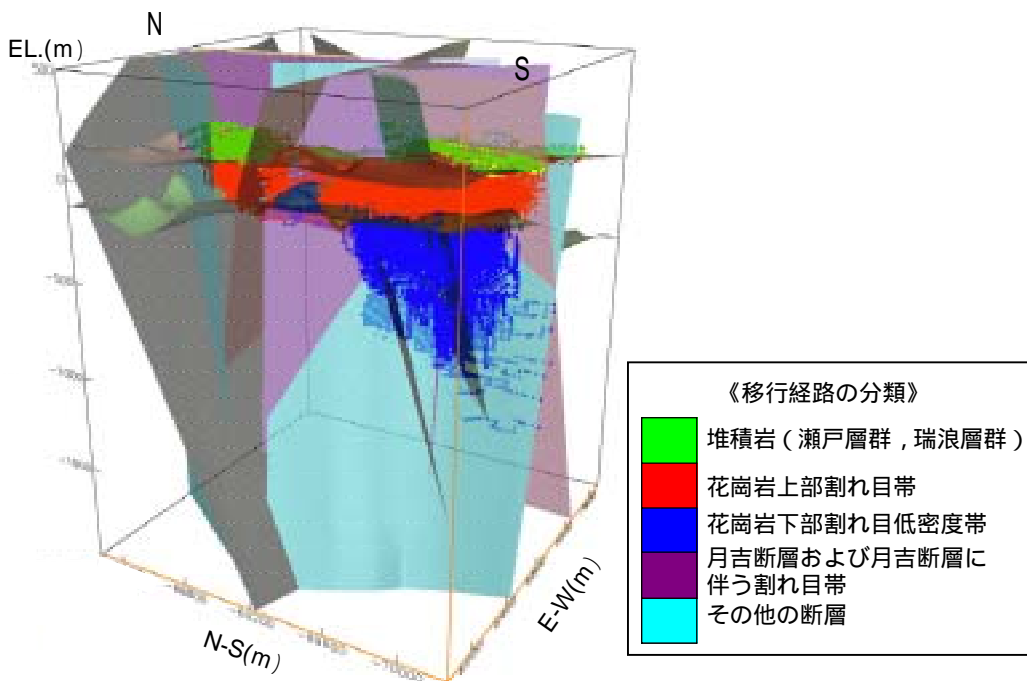 N
EL.(m)
S
0
N-S(m)
E-W(m)
-70000
《移行経路の分類》
堆積岩（瀬戸層群，瑞浪層群）
花崗岩上部割れ目帯
花崗岩下部割れ目低密度帯
月吉断層および月吉断層に
伴う割れ目帯
その他の断層